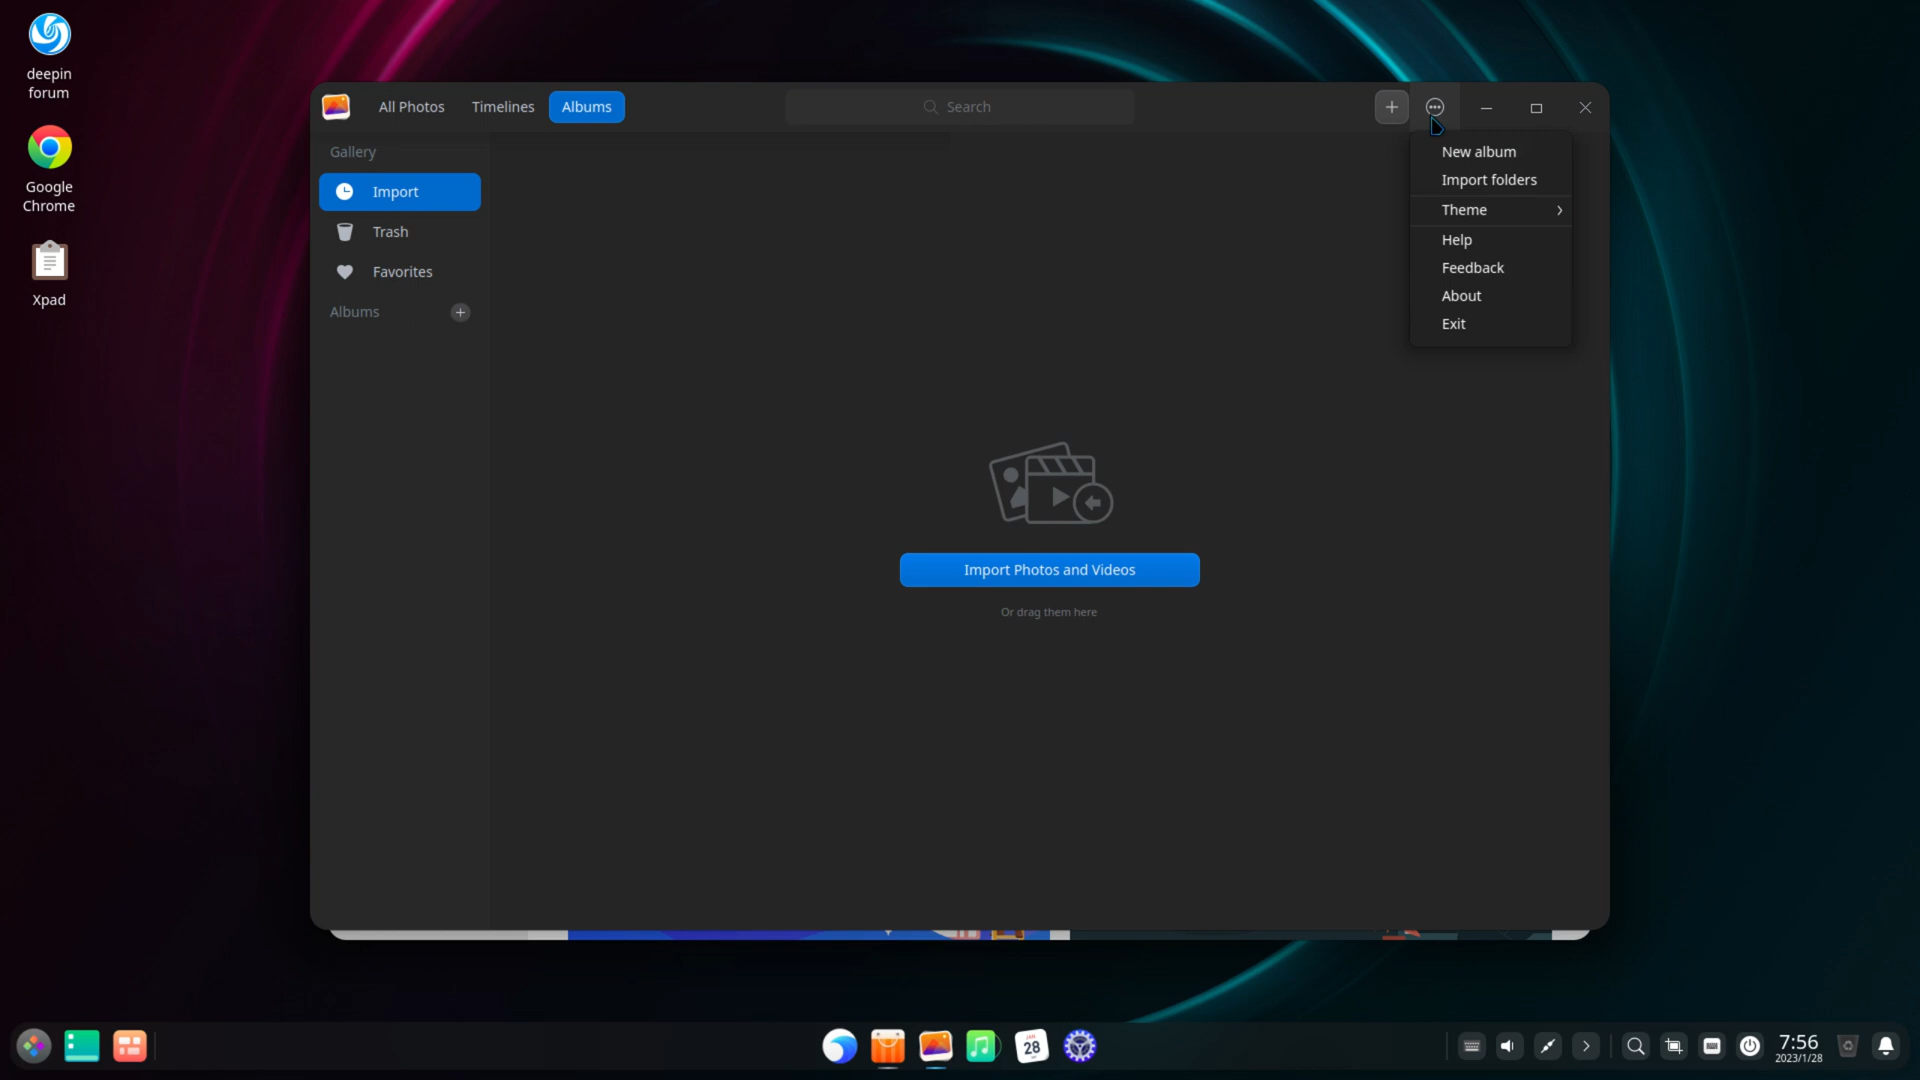 deepin
forum
Google
Chrome
Xpad
All Photos
Timelines
Albums
Search
Gallery
Import
Trash
Favorites
Albums
New album
Import folders
Theme
Help
Feedback
About
Exit
Import Photos and Videos
Or drag them here
JAN
28
7:56
2023/1/28